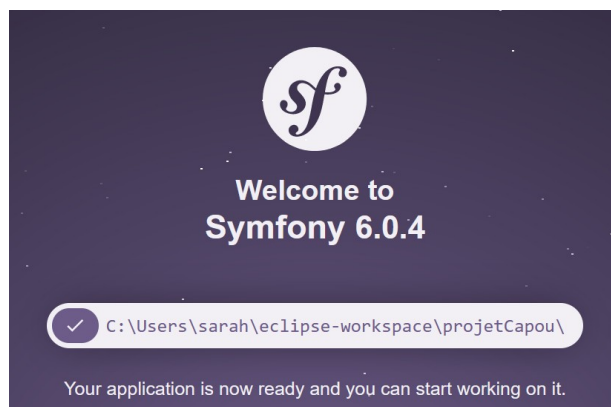 sf
Welcome to
Symfony 6.0.4
C:\Users\sarah\eclipse-workspace\projetCapou\
Your application is now ready and you can start working on it.